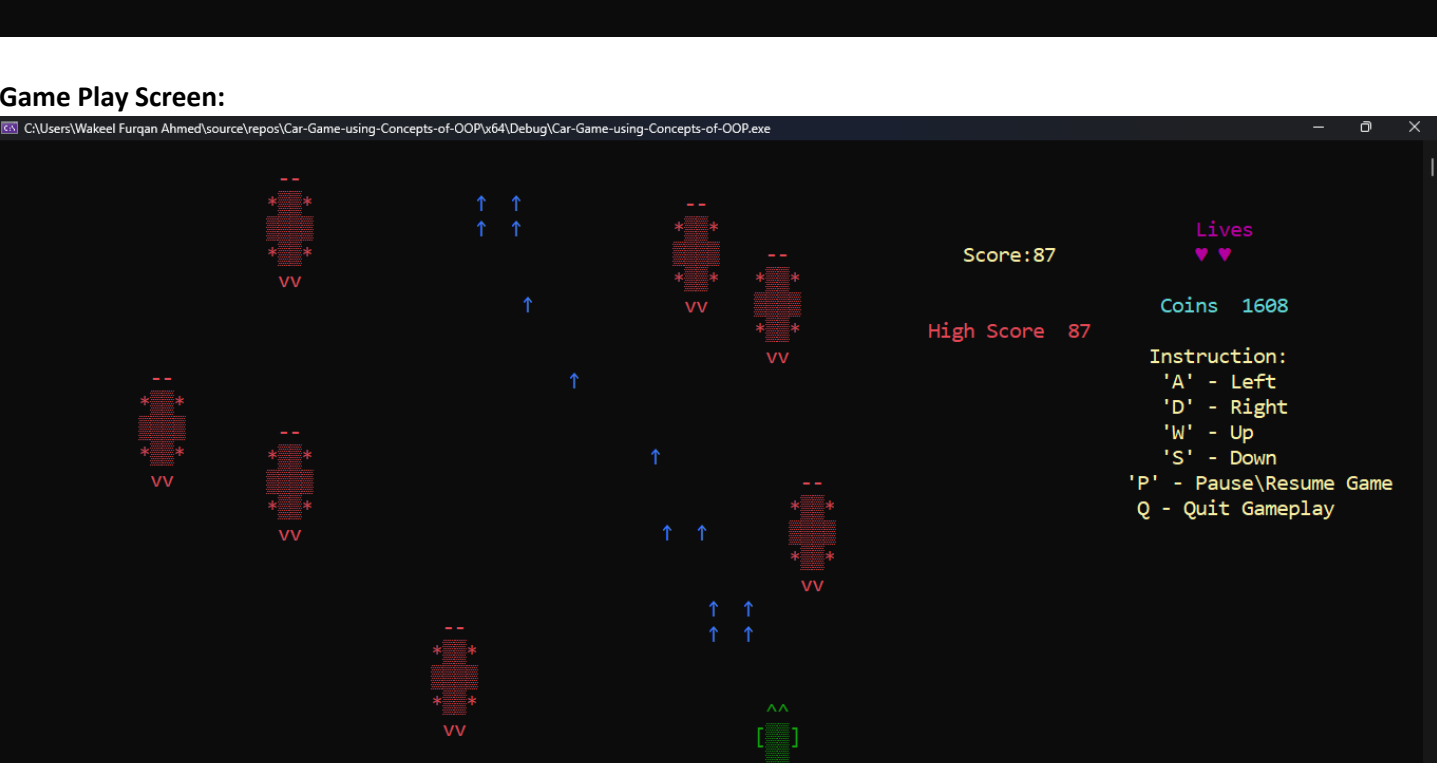 Game Play Screen:
C:\Users\Wakeel Furqan Ahmed\source\repos\Car-Game-using-Concepts-of-OOP\x64\Debug\Car-Game-using-Concepts-of-OOP.exe
Lives
♥ ♥
Score:87
Coins 1608
High Score 87
Instruction:
'A' - Left
'D' - Right
'W' - Up
'S' - Down
'P' - Pause\Resume Game
Q - Quit Gameplay